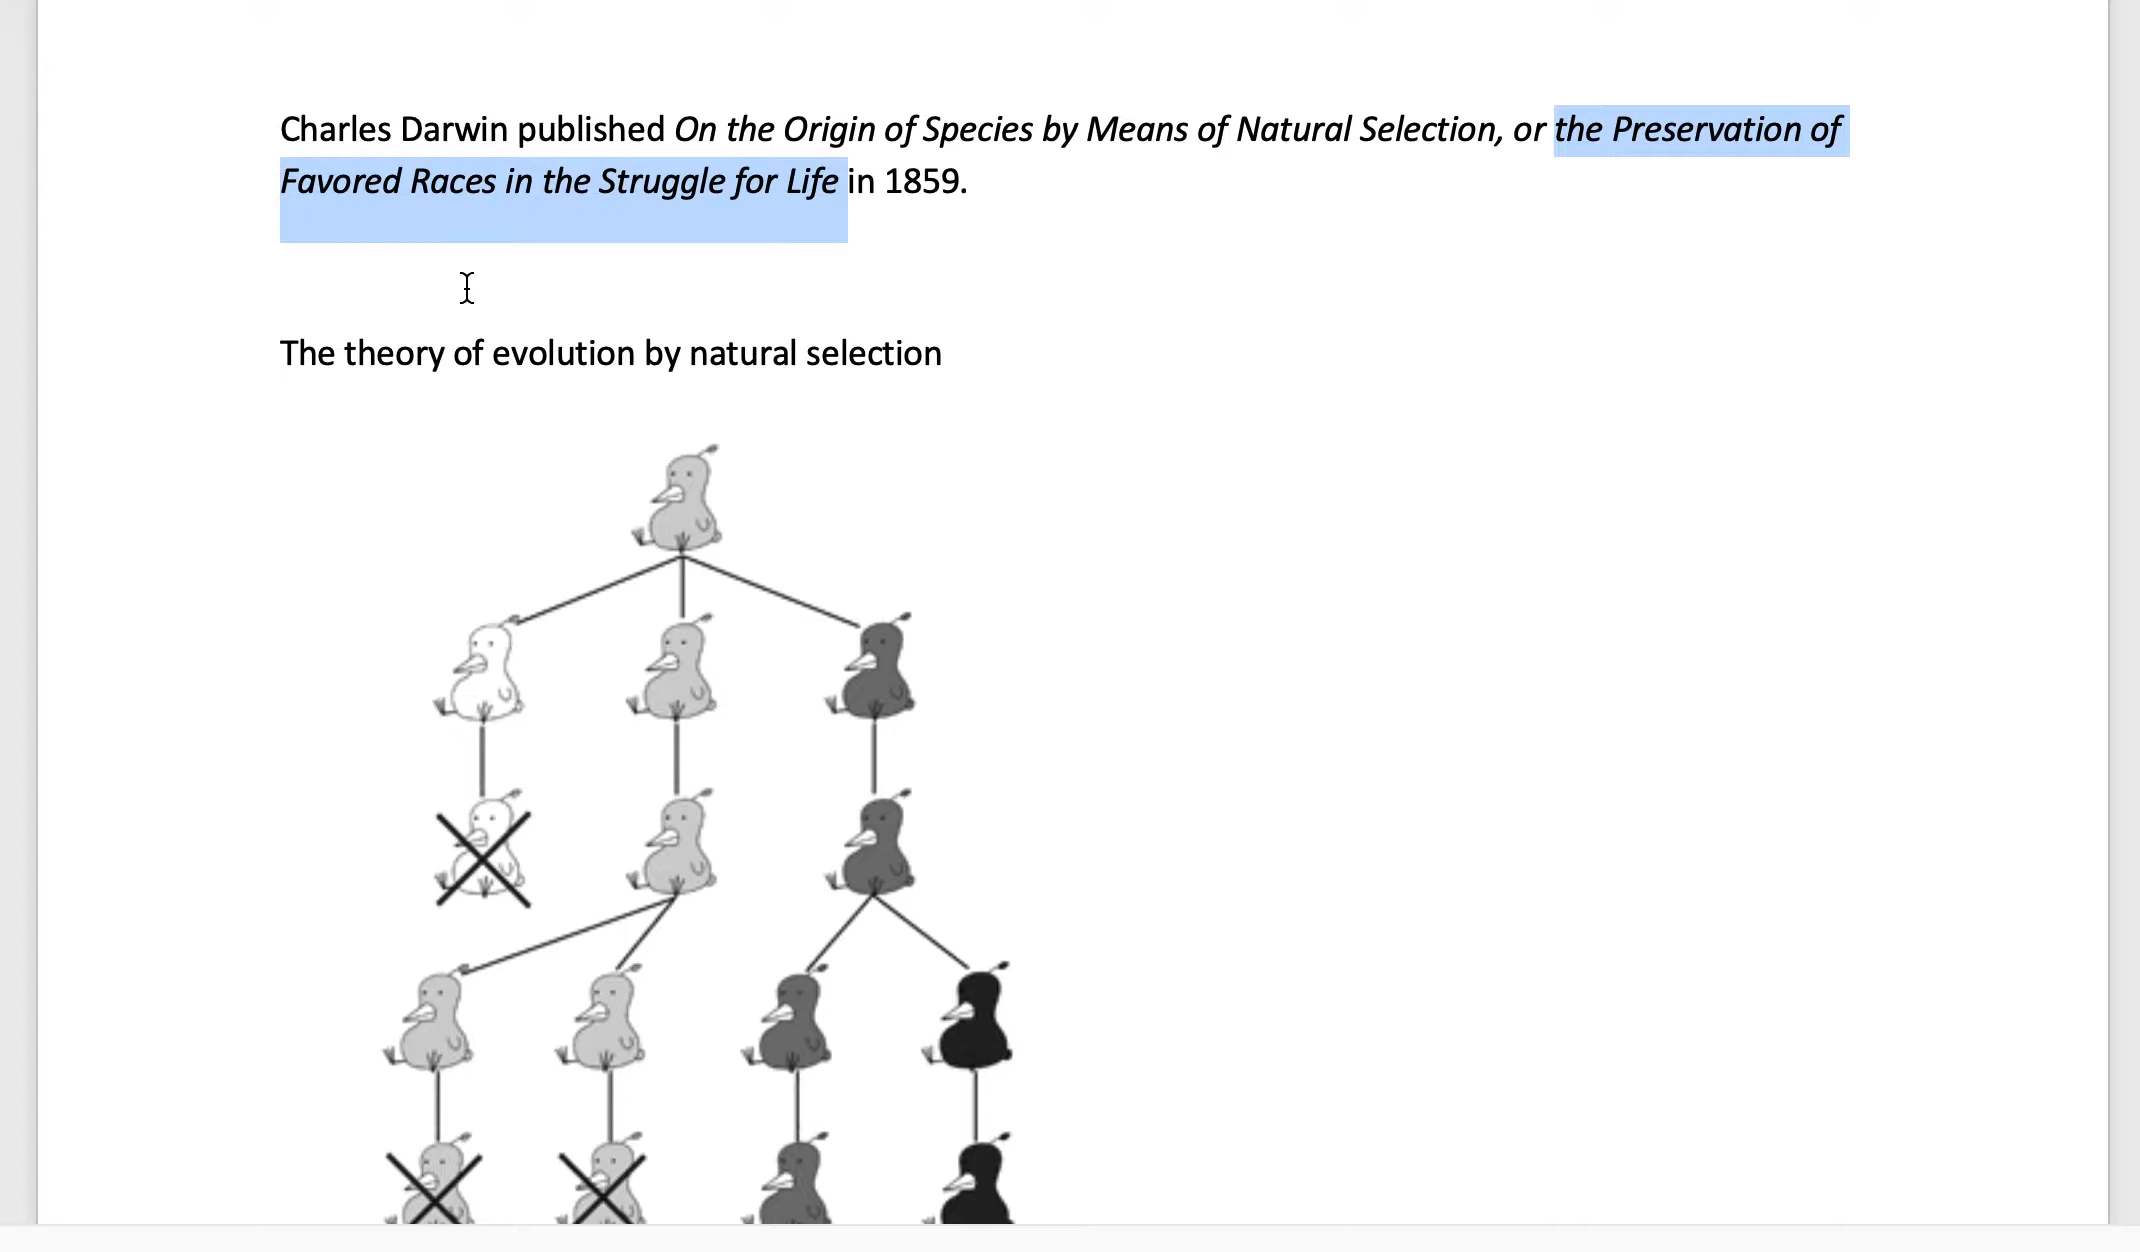 Charles Darwin published On the Origin of Species by Means of Natural Selection, or the Preservation of
Favored Races in the Struggle for Life in 1859.
The theory of evolution by natural selection